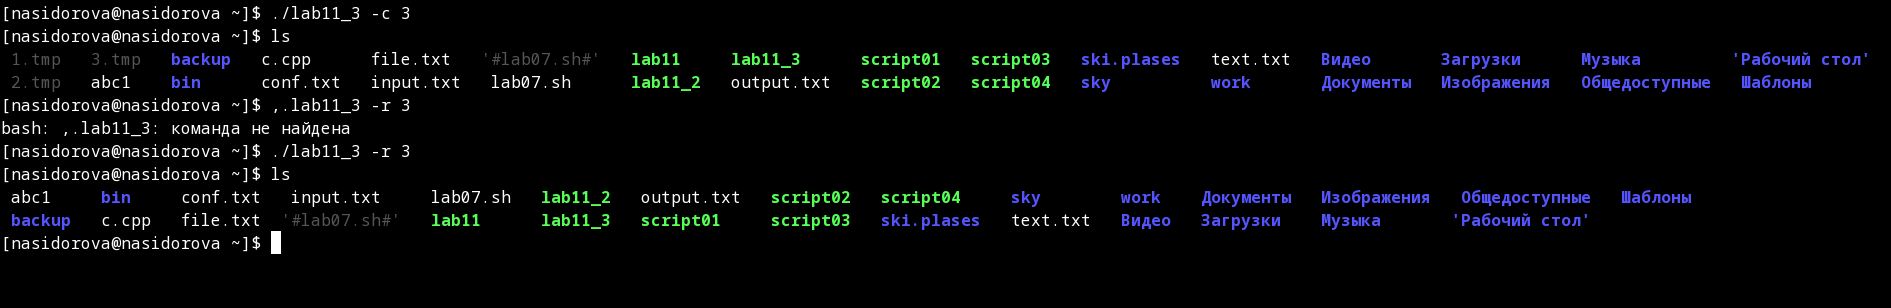 [nasidorova@nasidorova ~]$ ./lab11_3 -c 3
[nasidorova@nasidorova ~]$ ls
1.tmp 3.tmp backup c.cpp file.txt '#lab07.sh#' lab11 lab11_3 script01 script03 ski.plases text.txt Видео Загрузки Музыка 'Рабочий стол'
2.tmp abc1 bin conf.txt input.txt lab07.sh lab11_2 output.txt script02 script04 sky work Документы Изображения Общедоступные Шаблоны
[nasidorova@nasidorova ~]$ ,.lab11_3 -r 3
bash: ,.lab11_3: команда не найдена
[nasidorova@nasidorova ~]$ ./lab11_3 -r 3
[nasidorova@nasidorova ~]$ ls
abc1 bin conf.txt input.txt lab07.sh lab11_2 output.txt script02 script04 sky work Документы Изображения Общедоступные Шаблоны
backup c.cpp file.txt '#lab07.sh#' lab11 lab11_3 script01 script03 ski.plases text.txt Видео Загрузки Музыка 'Рабочий стол'
[nasidorova@nasidorova ~]$